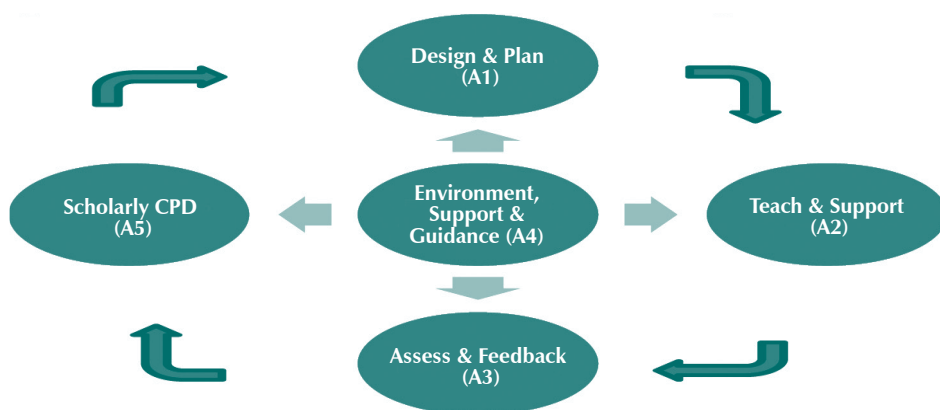 Design & Plan
(A1)
Scholarly CPD
(A5)
Environment,
Support &
Guidance (A4)
Teach & Support
(A2)
Assess & Feedback
(A3)